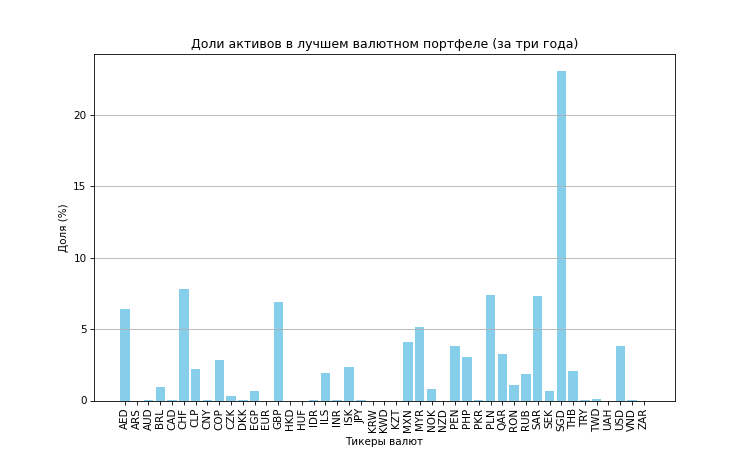 Доли активов в лучшем валютном портфеле (за три года)
Доля (%)
20
15
10
5
0
AED ARS AUD BRL CAD CHF CLP CNY COP CZK DKK EGP EUR GBP HKD HUF IDR ILS INR ISK JPY KRW KWD KZT MXN MYR NOK NZD PEN PHP PKR PLN QAR RON RUB SAR SEK SGD THB TRY TWD UAH USD VND ZAR
Тикеры валют